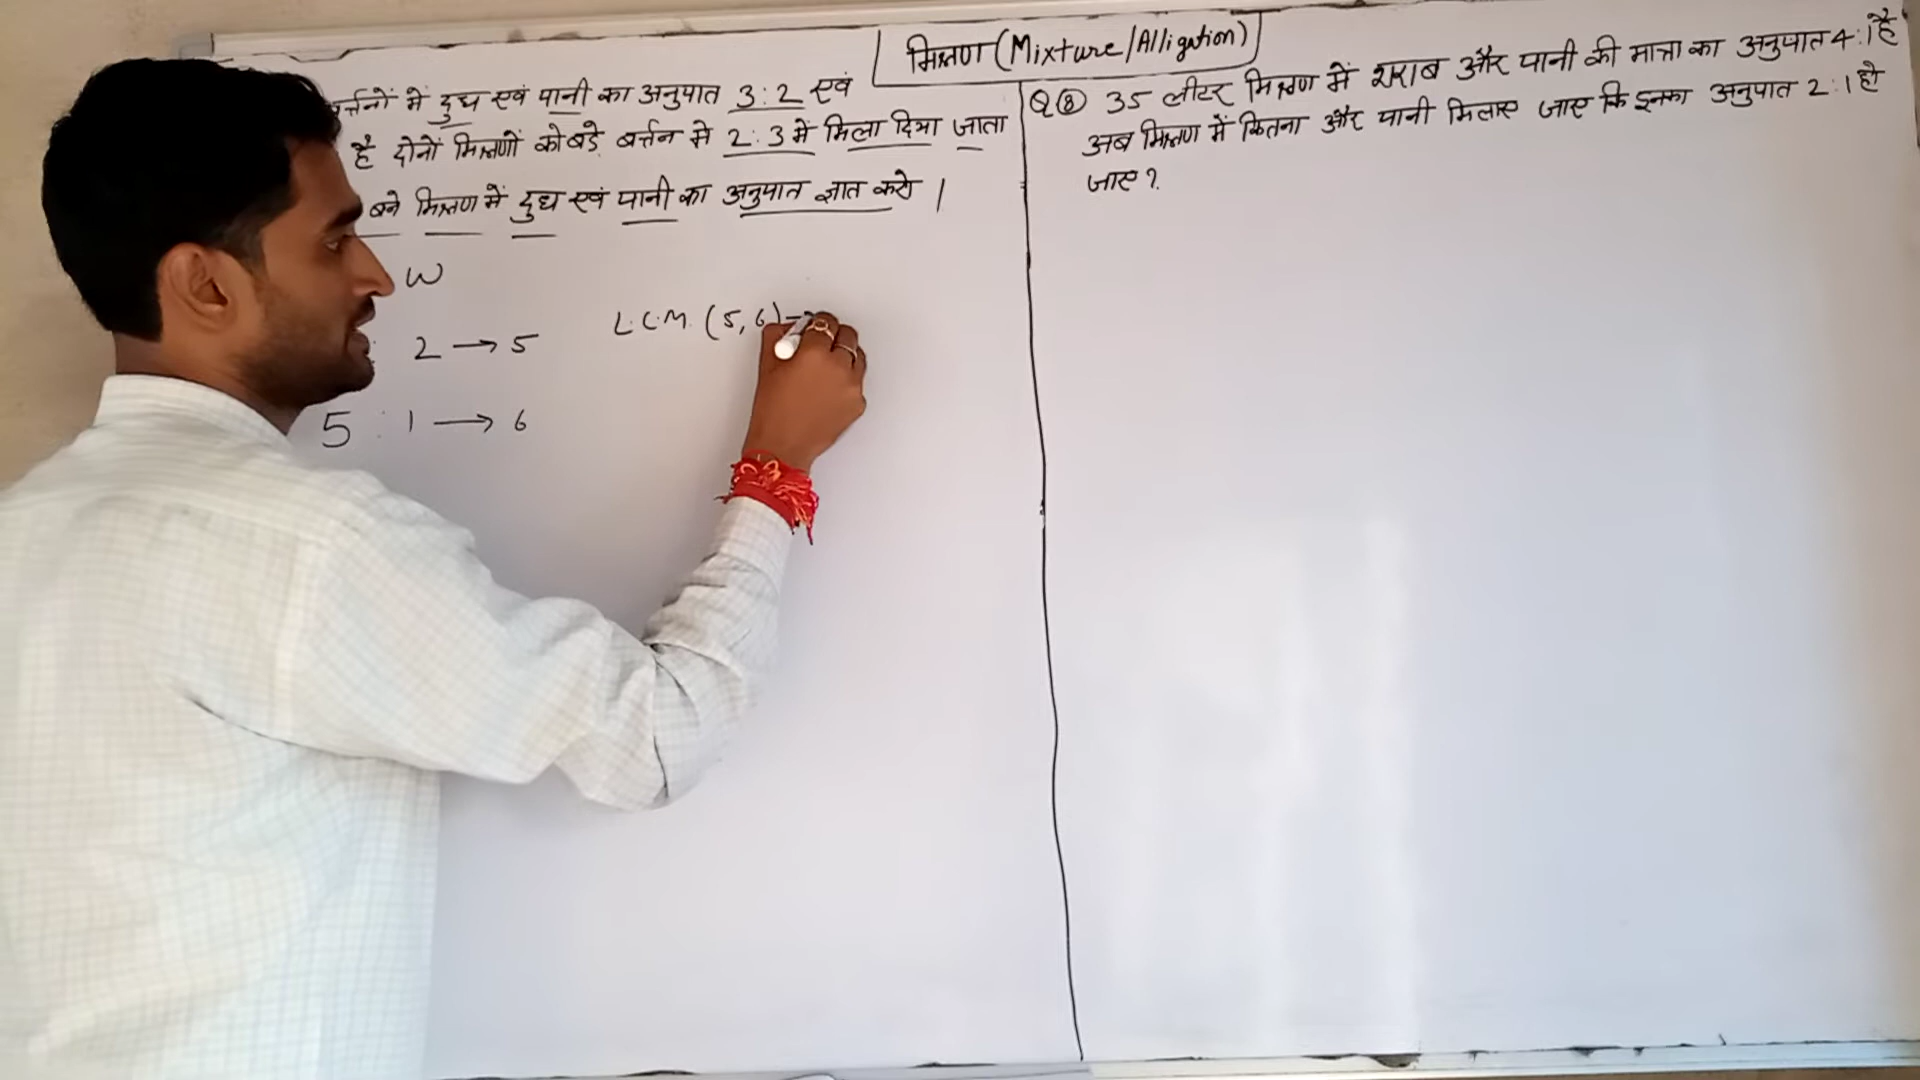 मिश्रण (Mixture/Alligation)
बर्त्तनों में दुध एवं पानी का अनुपात 3:2 एवं
है दोनों मिश्रणों को बड़े बर्त्तन में 2:3 में मिला दिया जाता
बने मिश्रण में दुध एवं पानी का अनुपात ज्ञात करो |
W
: 2 → 5
5 : 1 → 6
L.C.M. (5,6)
Q ⑧ 35 लीटर मिश्रण में शराब और पानी की मात्रा का अनुपात 4:1 है
अब मिश्रण में कितना और पानी मिलाए जाए कि इनका अनुपात 2:1 हो
जाए ?